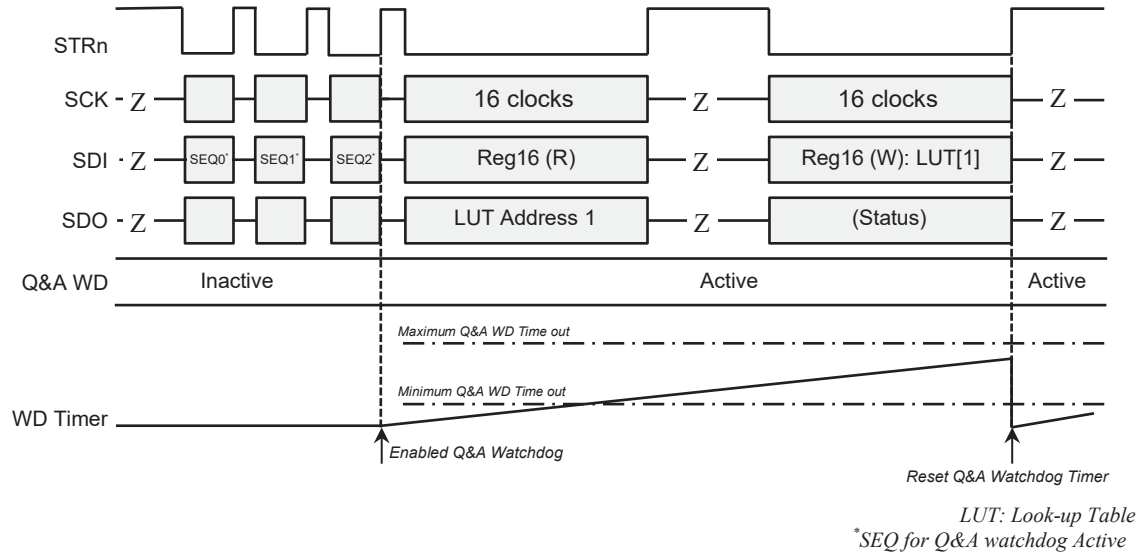 STRn
SCK Z 16 clocks Z 16 clocks Z
SDI Z SEQ0* SEQ1* SEQ2* Reg16 (R) Z Reg16 (W): LUT[1] Z
SDO Z LUT Address 1 Z (Status) Z
Q&A WD Inactive Active Active
Maximum Q&A WD Time out
Minimum Q&A WD Time out
WD Timer
Enabled Q&A Watchdog
Reset Q&A Watchdog Timer
LUT: Look-up Table
*SEQ for Q&A watchdog Active